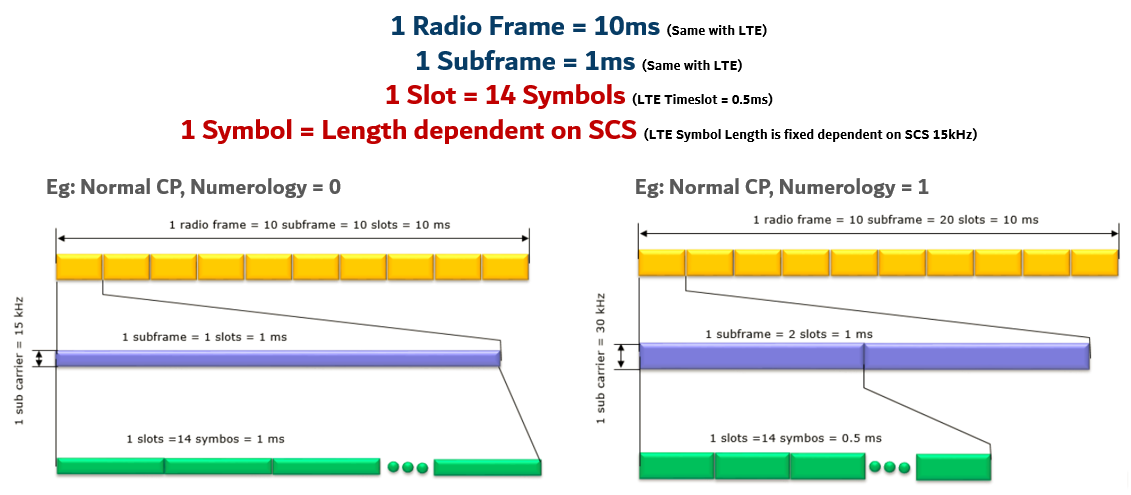 1 Radio Frame = 10ms (Same with LTE)
1 Subframe = 1ms (Same with LTE)
1 Slot = 14 Symbols (LTE Timeslot = 0.5ms)
1 Symbol = Length dependent on SCS (LTE Symbol Length is fixed dependent on SCS 15kHz)
Eg: Normal CP, Numerology = 0
1 radio frame = 10 subframe = 10 slots = 10 ms
1 sub carrier = 15 kHz
1 subframe = 1 slots = 1 ms
1 slots =14 symbos = 1 ms
Eg: Normal CP, Numerology = 1
1 radio frame = 10 subframe = 20 slots = 10 ms
1 sub carrier = 30 kHz
1 subframe = 2 slots = 1 ms
1 slots =14 symbos = 0.5 ms